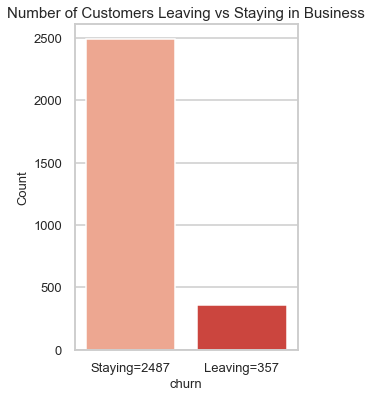 Number of Customers Leaving vs Staying in Business
2500
2000
1500
1000
500
0
Count
Staying=2487
Leaving=357
churn